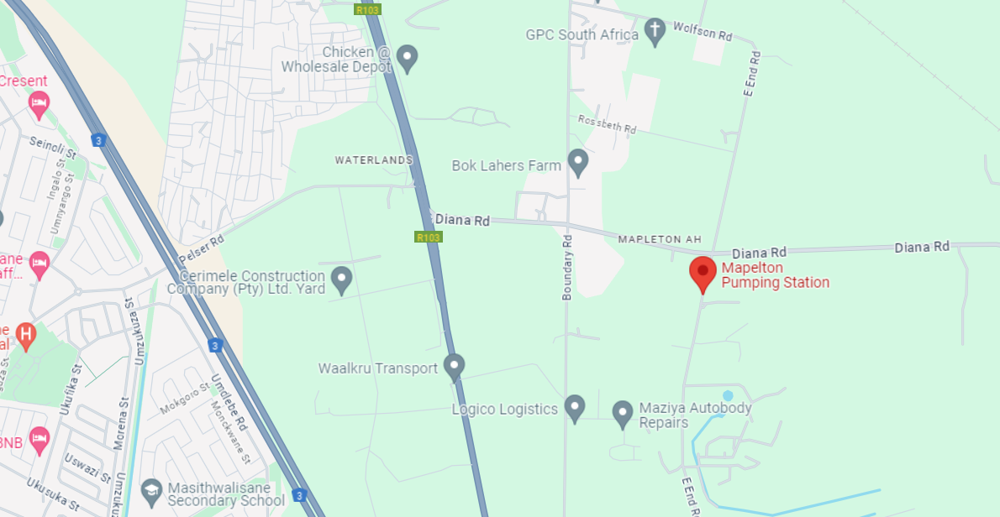 R103
Wolfson Rd
GPC South Africa
Chicken @
Wholesale Depot
E End Rd
Cresent
3
Seinoli St
Rossbeth Rd
Ingalo St
Umnyango St
WATERLANDS
Bok Lahers Farm
Diana Rd
R103
Pelser Rd
MAPLETON AH
Diana Rd
Diana Rd
Boundary Rd
Mapelton
Pumping Station
Cerimele Construction
Company (Pty) Ltd. Yard
Umzukuza St
H
3
Waalkru Transport
Ukufika St
Mokgoro St
Umdlebe Rd
Monckwane St
Morena St
Logico Logistics
Maziya Autobody
Repairs
BNB
Uswazi St
Ukusuka St
Masithwalisane
Secondary School
3
E End Rd